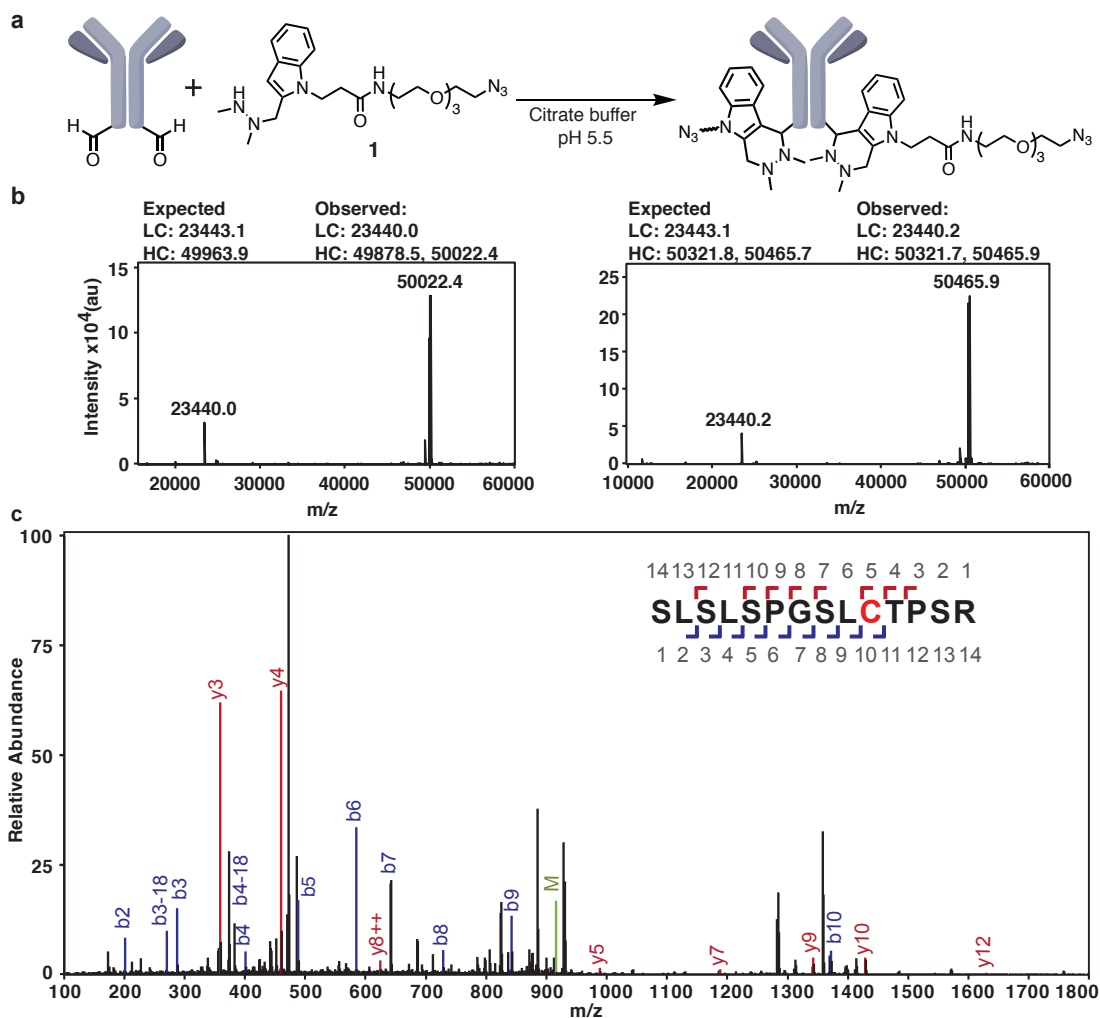 a
+
H
O
H
O
N
H
N
H
N
N
O
( O ) 3
N3
1
Citrate buffer
pH 5.5
N3
N
N
N
N
N
N
H
N
O
( O ) 3
N3
b
Expected
LC: 23443.1
HC: 49963.9
Observed:
LC: 23440.0
HC: 49878.5, 50022.4
Expected
LC: 23443.1
HC: 50321.8, 50465.7
Observed:
LC: 23440.2
HC: 50321.7, 50465.9
Intensity x10^4(au)
15
10
5
0
50022.4
23440.0
20000 30000 40000 50000 60000
m/z
25
20
15
10
5
0
50465.9
23440.2
10000 20000 30000 40000 50000 60000
m/z
c
Relative Abundance
100
75
50
25
0
14 13 12 11 10 9 8 7 6 5 4 3 2 1
SLSLSPGSLCTPSR
1 2 3 4 5 6 7 8 9 10 11 12 13 14
b2
b3-18
b3
y3
b4-18
b4
y4
b5
b6
y8++
b7
b8
b9
M
y5
y7
y9
b10
y10
y12
100 200 300 400 500 600 700 800 900 1000 1100 1200 1300 1400 1500 1600 1700 1800
m/z